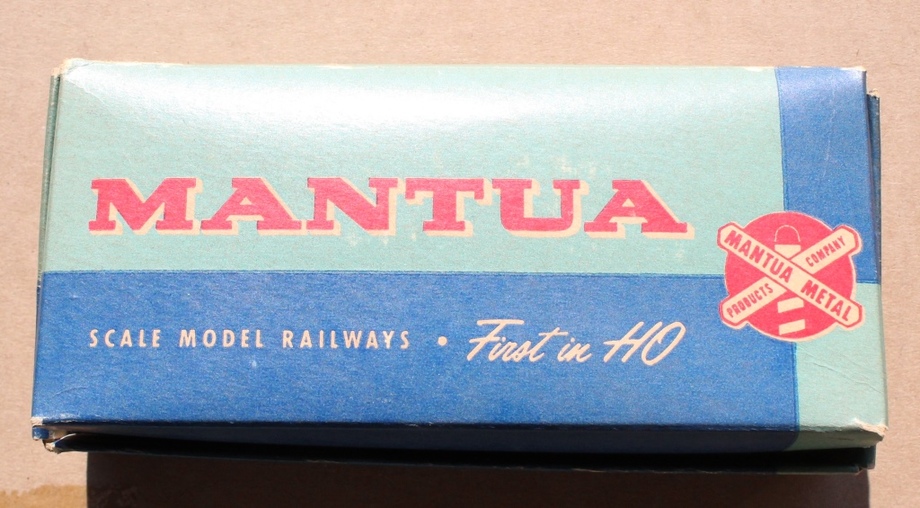 MANTUA
SCALE MODEL RAILWAYS • First in HO
MANTUA METAL
PRODUCTS COMPANY